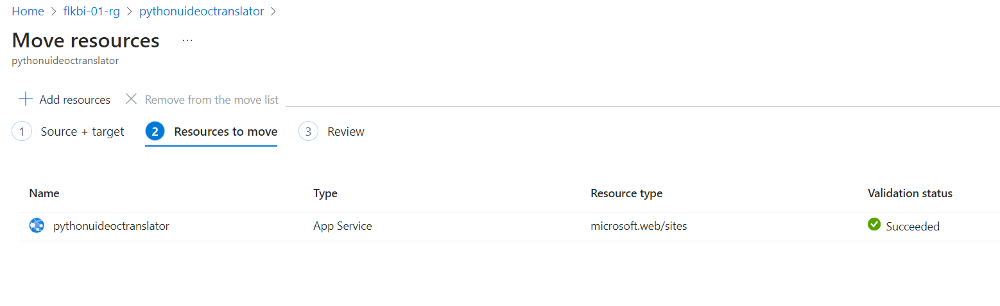 Home > flkbi-01-rg > pythonuideoctranslator >
Move resources ...
pythonuideoctranslator
Add resources Remove from the move list
1 Source + target 2 Resources to move 3 Review
Name Type Resource type Validation status
pythonuideoctranslator App Service microsoft.web/sites Succeeded